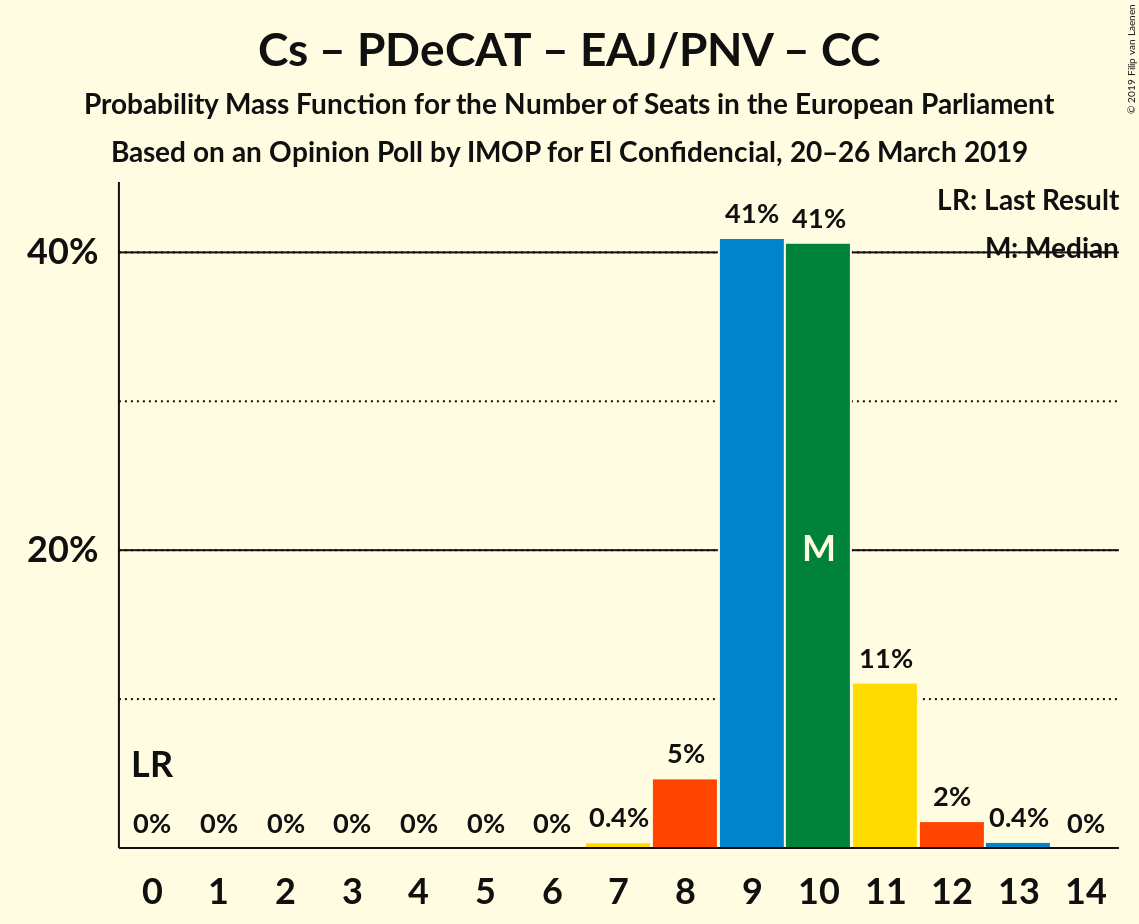 Cs – PDeCAT – EAJ/PNV – CC
Probability Mass Function for the Number of Seats in the European Parliament
Based on an Opinion Poll by IMOP for El Confidencial, 20–26 March 2019
© 2019 Filip van Laenen
LR: Last Result
M: Median
40%
20%
41%
41%
M
11%
5%
2%
LR
0%
0%
0%
0%
0%
0%
0%
0.4%
0.4%
0%
0 1 2 3 4 5 6 7 8 9 10 11 12 13 14